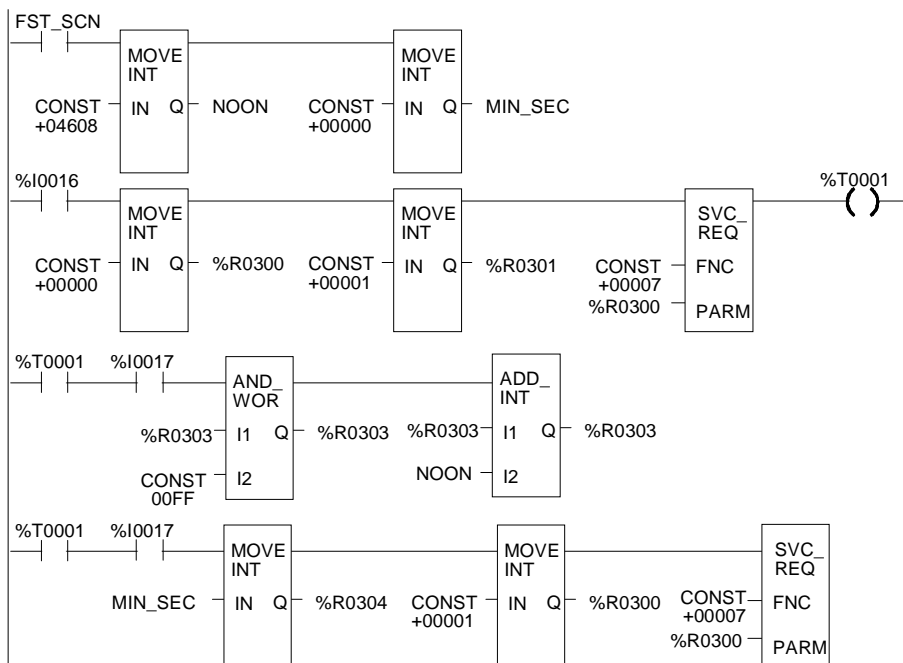 FST_SCN
MOVE INT MOVE INT
CONST +04608 IN Q NOON CONST +00000 IN Q MIN_SEC
%I0016 %T0001
MOVE INT MOVE INT SVC_ REQ
CONST +00000 IN Q %R0300 CONST +00001 IN Q %R0301 CONST +00007 FNC
%R0300 PARM
%T0001 %I0017
AND_ WOR ADD_ INT
%R0303 I1 Q %R0303 %R0303 I1 Q %R0303
CONST 00FF I2 NOON I2
%T0001 %I0017
MOVE INT MOVE INT SVC_ REQ
MIN_SEC IN Q %R0304 CONST +00001 IN Q %R0300 CONST +00007 FNC
%R0300 PARM